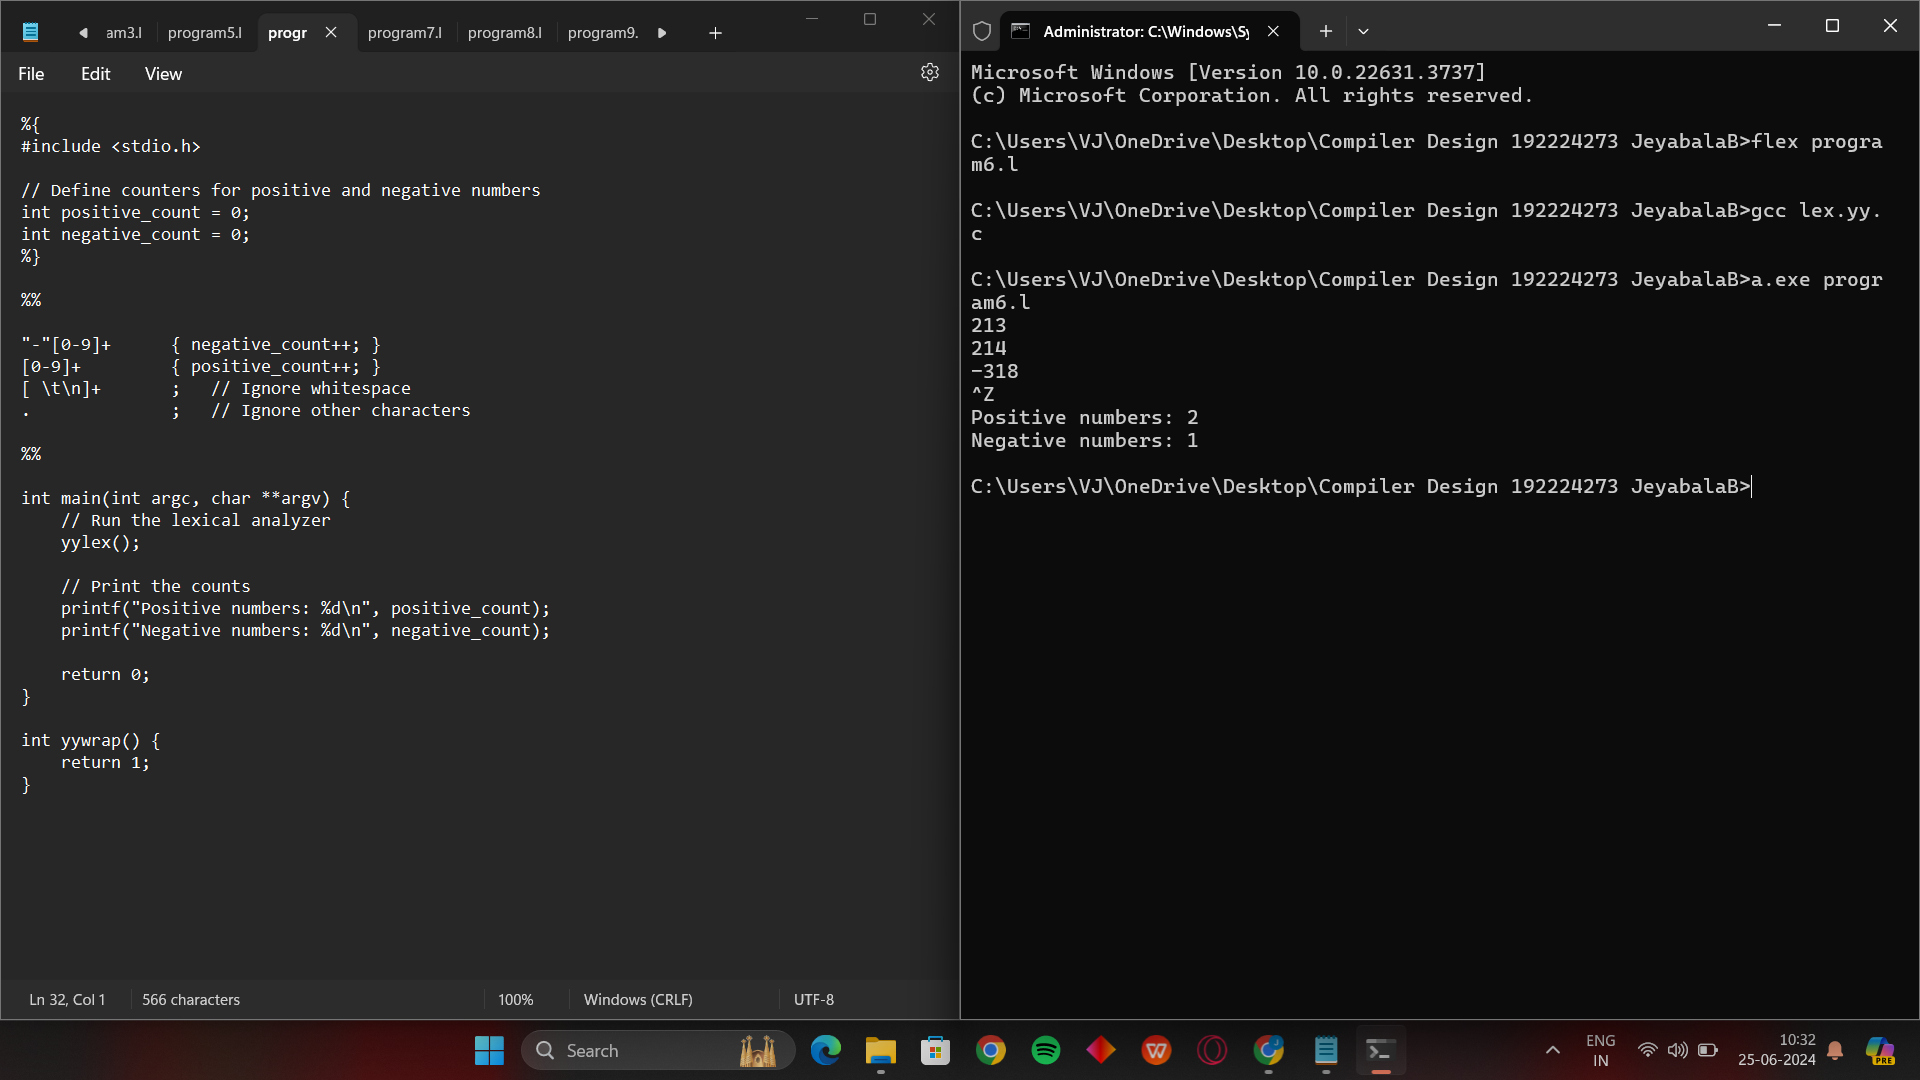 am3.l program5.l progr program7.l program8.l program9.
File Edit View
%{
#include <stdio.h>
// Define counters for positive and negative numbers
int positive_count = 0;
int negative_count = 0;
%}
%%
"-"[0-9]+ { negative_count++; }
[0-9]+ { positive_count++; }
[ \t\n]+ ; // Ignore whitespace
. ; // Ignore other characters
%%
int main(int argc, char **argv) {
// Run the lexical analyzer
yylex();
// Print the counts
printf("Positive numbers: %d\n", positive_count);
printf("Negative numbers: %d\n", negative_count);
return 0;
}
int yywrap() {
return 1;
}
Ln 32, Col 1 566 characters 100% Windows (CRLF) UTF-8
Administrator: C:\Windows\Sy
Microsoft Windows [Version 10.0.22631.3737]
(c) Microsoft Corporation. All rights reserved.
C:\Users\VJ\OneDrive\Desktop\Compiler Design 192224273 JeyabalaB>flex progra
m6.l
C:\Users\VJ\OneDrive\Desktop\Compiler Design 192224273 JeyabalaB>gcc lex.yy.
c
C:\Users\VJ\OneDrive\Desktop\Compiler Design 192224273 JeyabalaB>a.exe progr
am6.l
213
214
-318
^Z
Positive numbers: 2
Negative numbers: 1
C:\Users\VJ\OneDrive\Desktop\Compiler Design 192224273 JeyabalaB>
Search
ENG
IN
10:32
25-06-2024
PRE